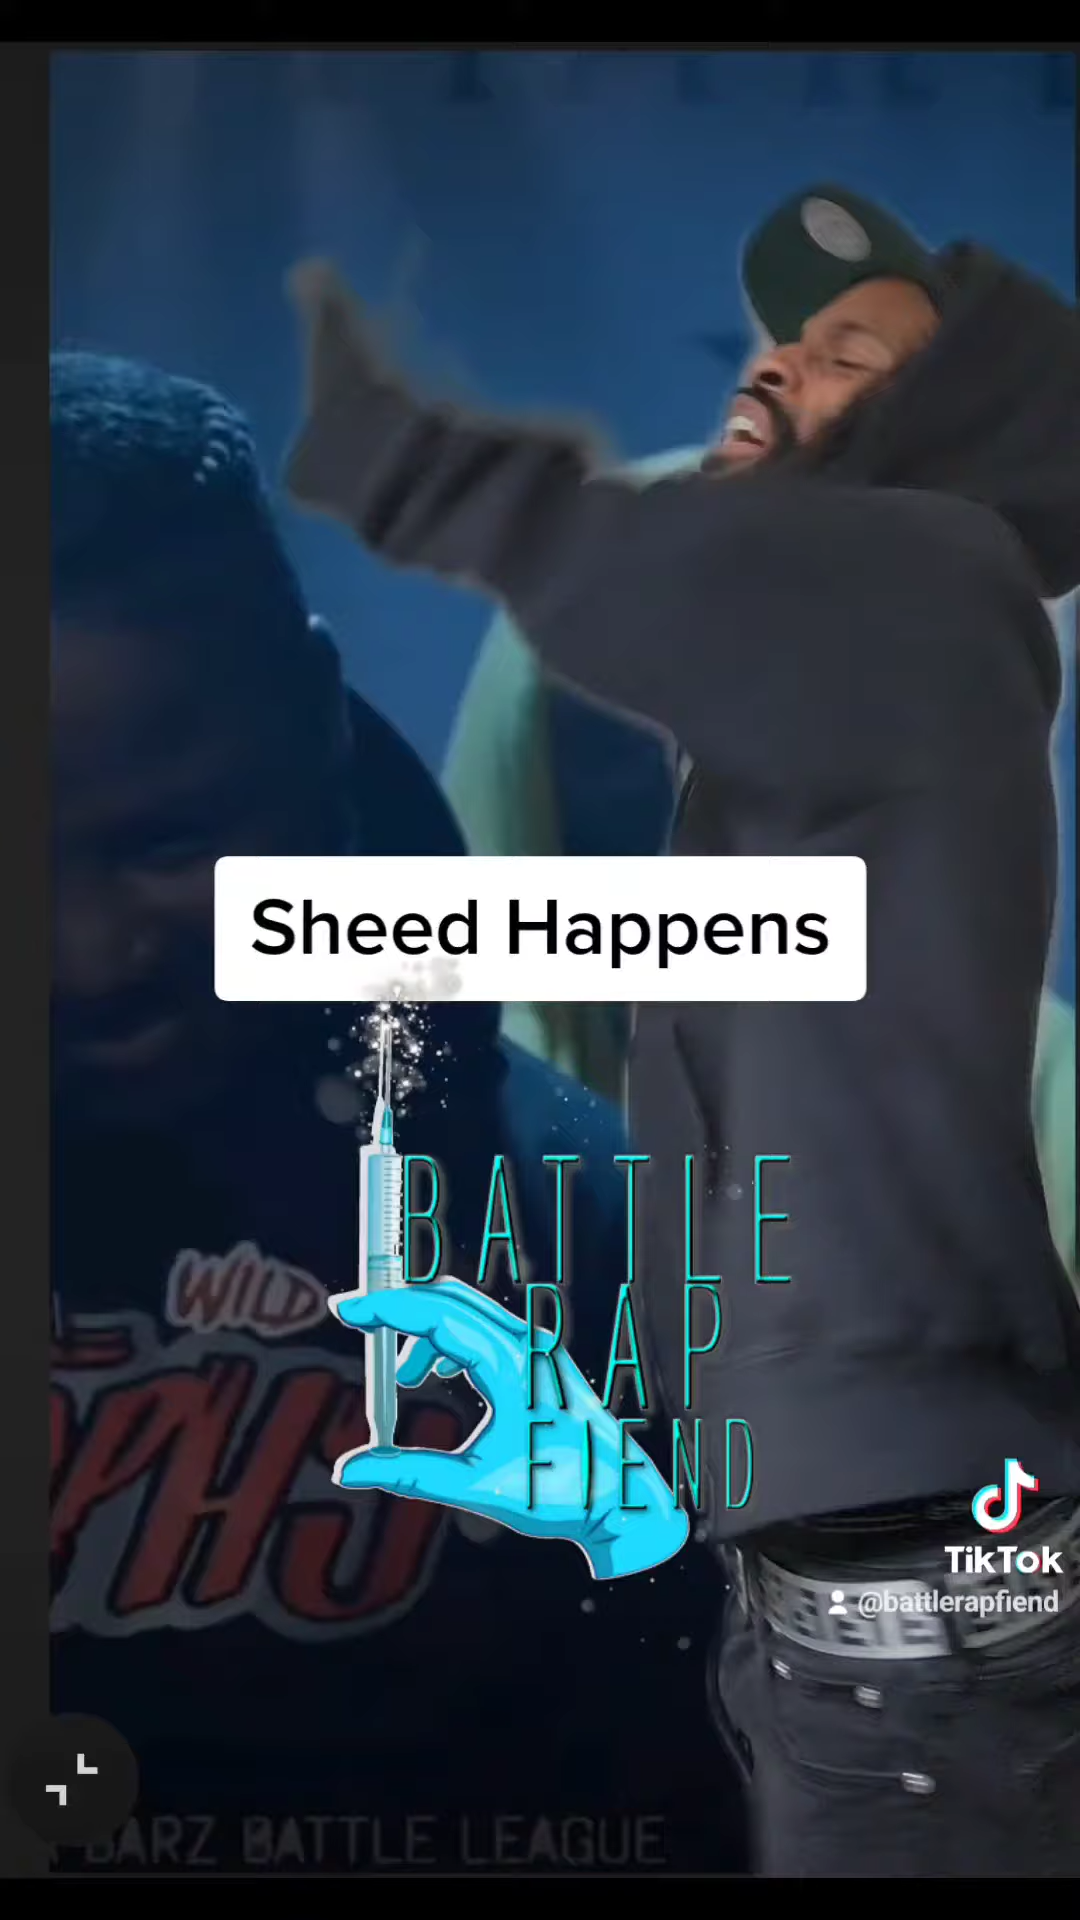 Sheed Happens
BATTLE
RAP
FIEND
WILD
TikTok
@battlerapfiend
BARZ BATTLE LEAGUE